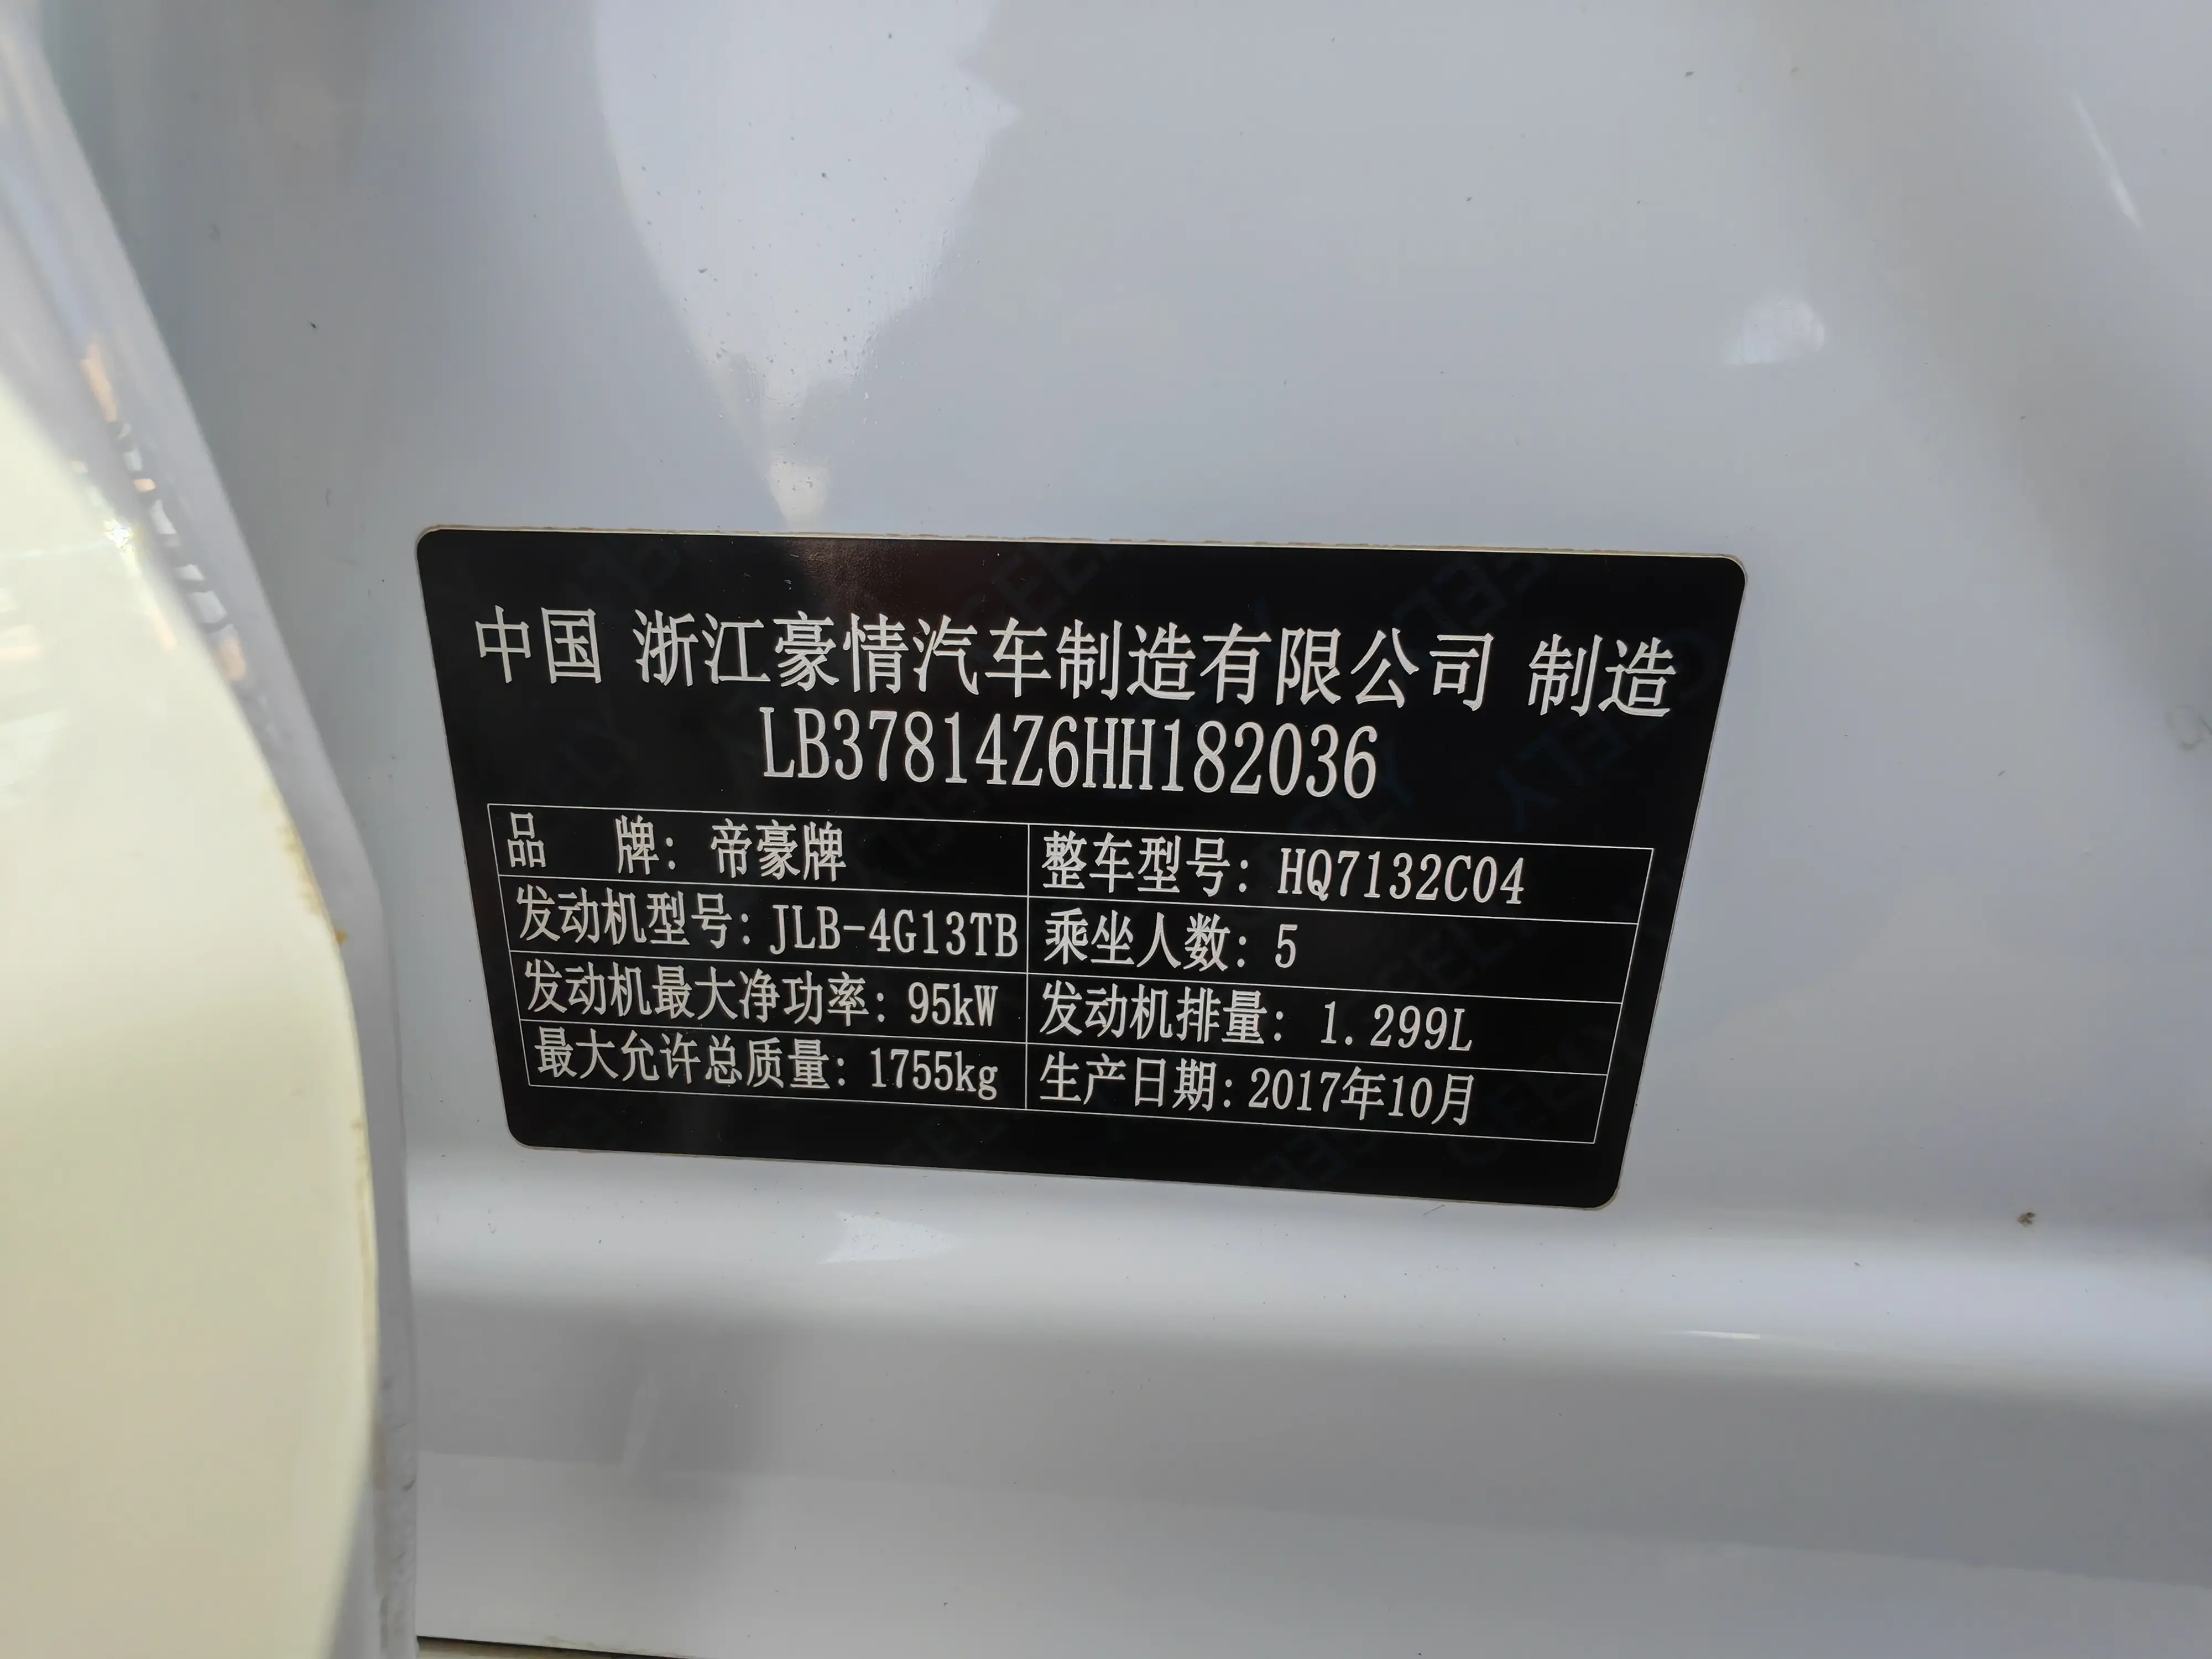 中国 浙江豪情汽车制造有限公司 制造
LB37814Z6HH182036
品 牌：帝豪牌 整车型号：HQ7132C04
发动机型号：JLB-4G13TB 乘坐人数：5
发动机最大净功率：95kW 发动机排量：1.299L
最大允许总质量：1755kg 生产日期：2017年10月